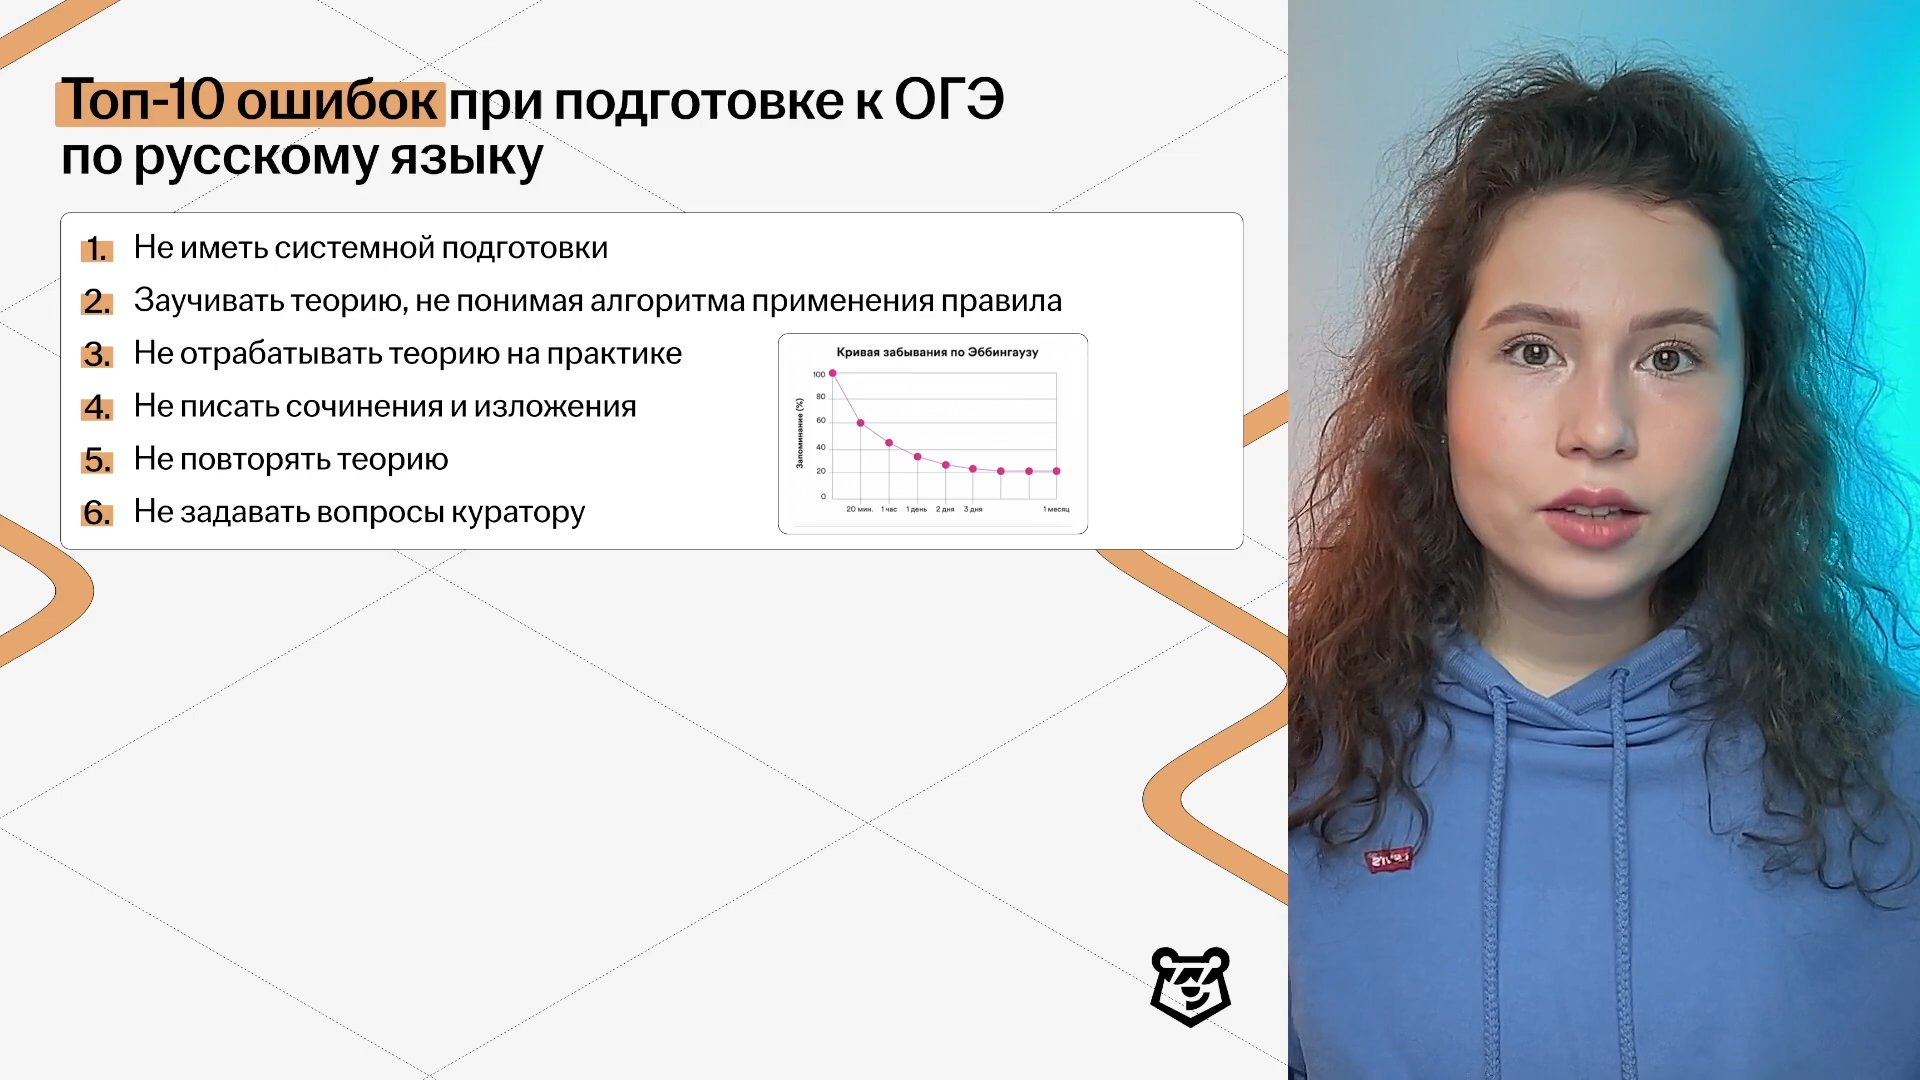 Топ-10 ошибок при подготовке к ОГЭ
по русскому языку
1. Не иметь системной подготовки
2. Заучивать теорию, не понимая алгоритма применения правила
3. Не отрабатывать теорию на практике
4. Не писать сочинения и изложения
5. Не повторять теорию
6. Не задавать вопросы куратору
Кривая забывания по Эббингаузу
Запоминание (%)
100
80
60
40
20
0
20 мин. 1 час 1 день 2 дня 3 дня 1 месяц